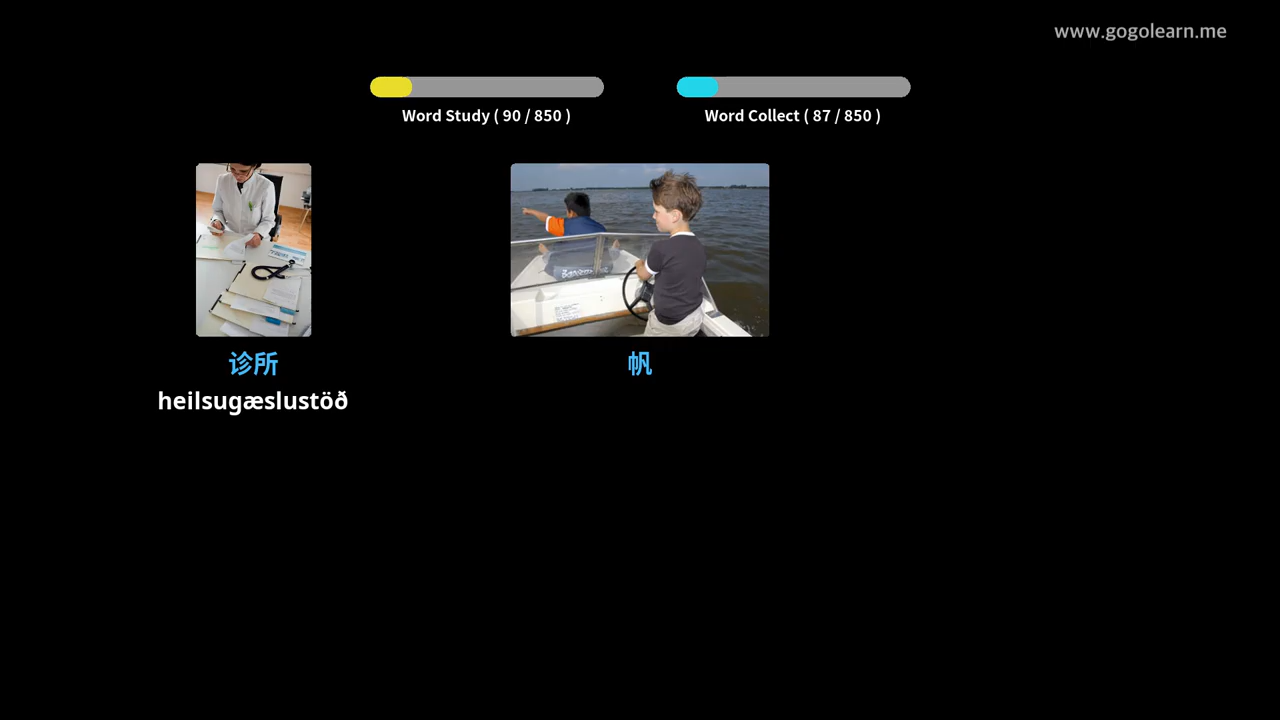 www.gogolearn.me
Word Study ( 90 / 850 )
Word Collect ( 87 / 850 )
诊所
帆
heilsugæslustöð